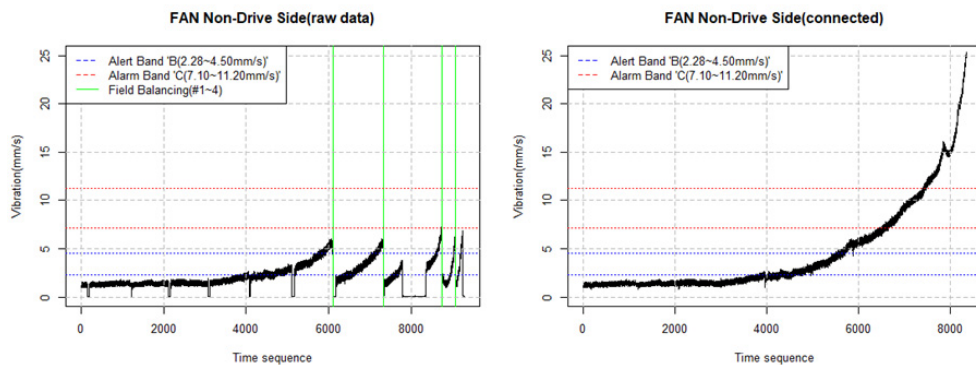 FAN Non-Drive Side(raw data)
Vibration(mm/s)
25
20
15
10
5
0
Alert Band 'B(2.28~4.50mm/s)'
Alarm Band 'C(7.10~11.20mm/s)'
Field Balancing(#1~4)
0 2000 4000 6000 8000
Time sequence
FAN Non-Drive Side(connected)
Vibration(mm/s)
25
20
15
10
5
0
Alert Band 'B(2.28~4.50mm/s)'
Alarm Band 'C(7.10~11.20mm/s)'
0 2000 4000 6000 8000
Time sequence